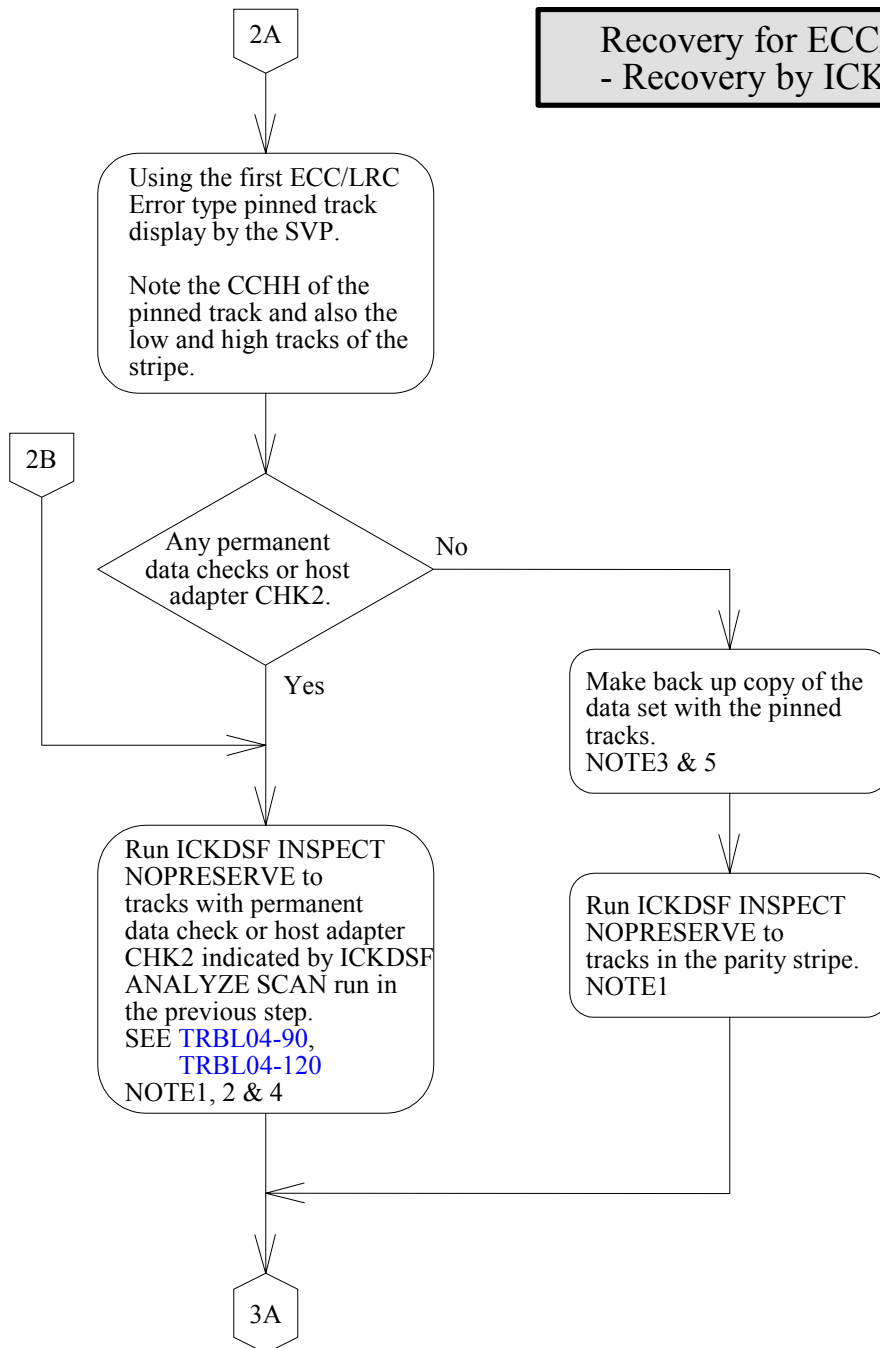 2A
Recovery for ECC
- Recovery by ICK
Using the first ECC/LRC
Error type pinned track
display by the SVP.
Note the CCHH of the
pinned track and also the
low and high tracks of the
stripe.
2B
Any permanent
data checks or host
adapter CHK2.
No
Yes
Make back up copy of the
data set with the pinned
tracks.
NOTE3 & 5
Run ICKDSF INSPECT
NOPRESERVE to
tracks with permanent
data check or host adapter
CHK2 indicated by ICKDSF
ANALYZE SCAN run in
the previous step.
SEE TRBL04-90,
TRBL04-120
NOTE1, 2 & 4
Run ICKDSF INSPECT
NOPRESERVE to
tracks in the parity stripe.
NOTE1
3A